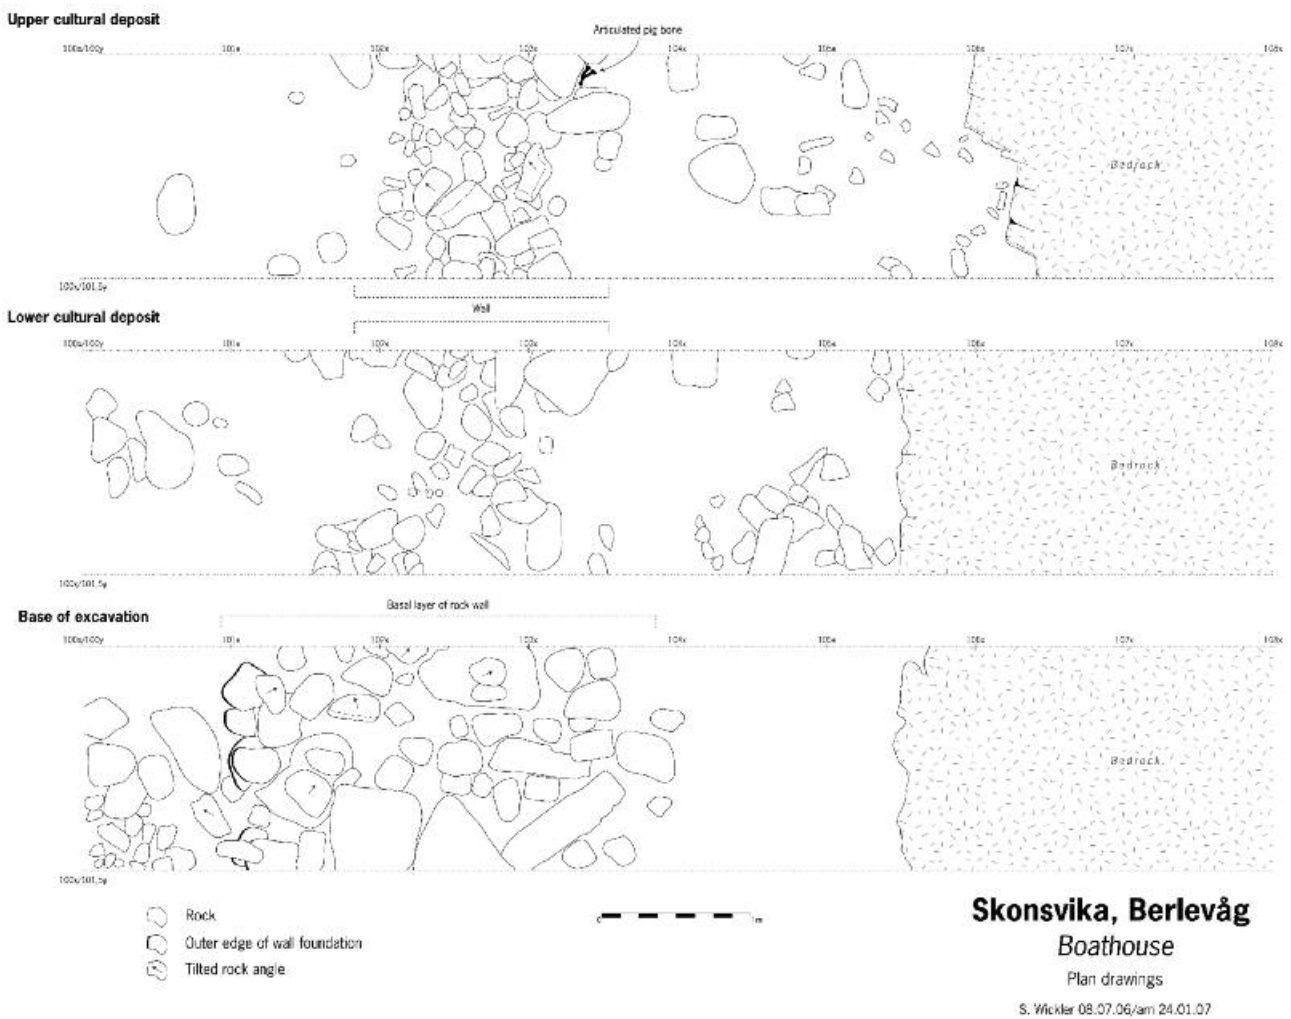 Upper cultural deposit
Articulated pig bone
100x/100y 101x 102x 103x 104x 105x 106x 107x 108x
Bedrock
100x/101,5y
Wall
Lower cultural deposit
100x/100y 101x 102x 103x 104x 105x 106x 107x 108x
Bedrock
100x/101,5y
Basal layer of rock wall
Base of excavation
100x/100y 101x 102x 103x 104x 105x 106x 107x 108x
Bedrock
100x/101,5y
Rock
Outer edge of wall foundation
Tilted rock angle
0 1m
Skonsvika, Berlevåg
Boathouse
Plan drawings
S. Wickler 08.07.06/am 24.01.07